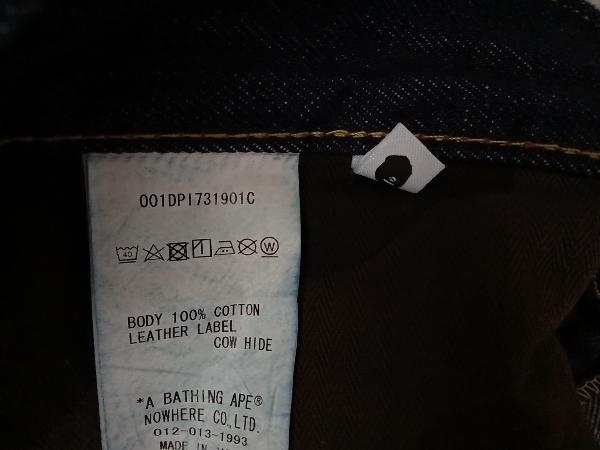 001DPI731901C
40 W
BODY 100% COTTON
LEATHER LABEL
COW HIDE
*A BATHING APE®
NOWHERE CO.,LTD.
012-013-1993
MADE IN